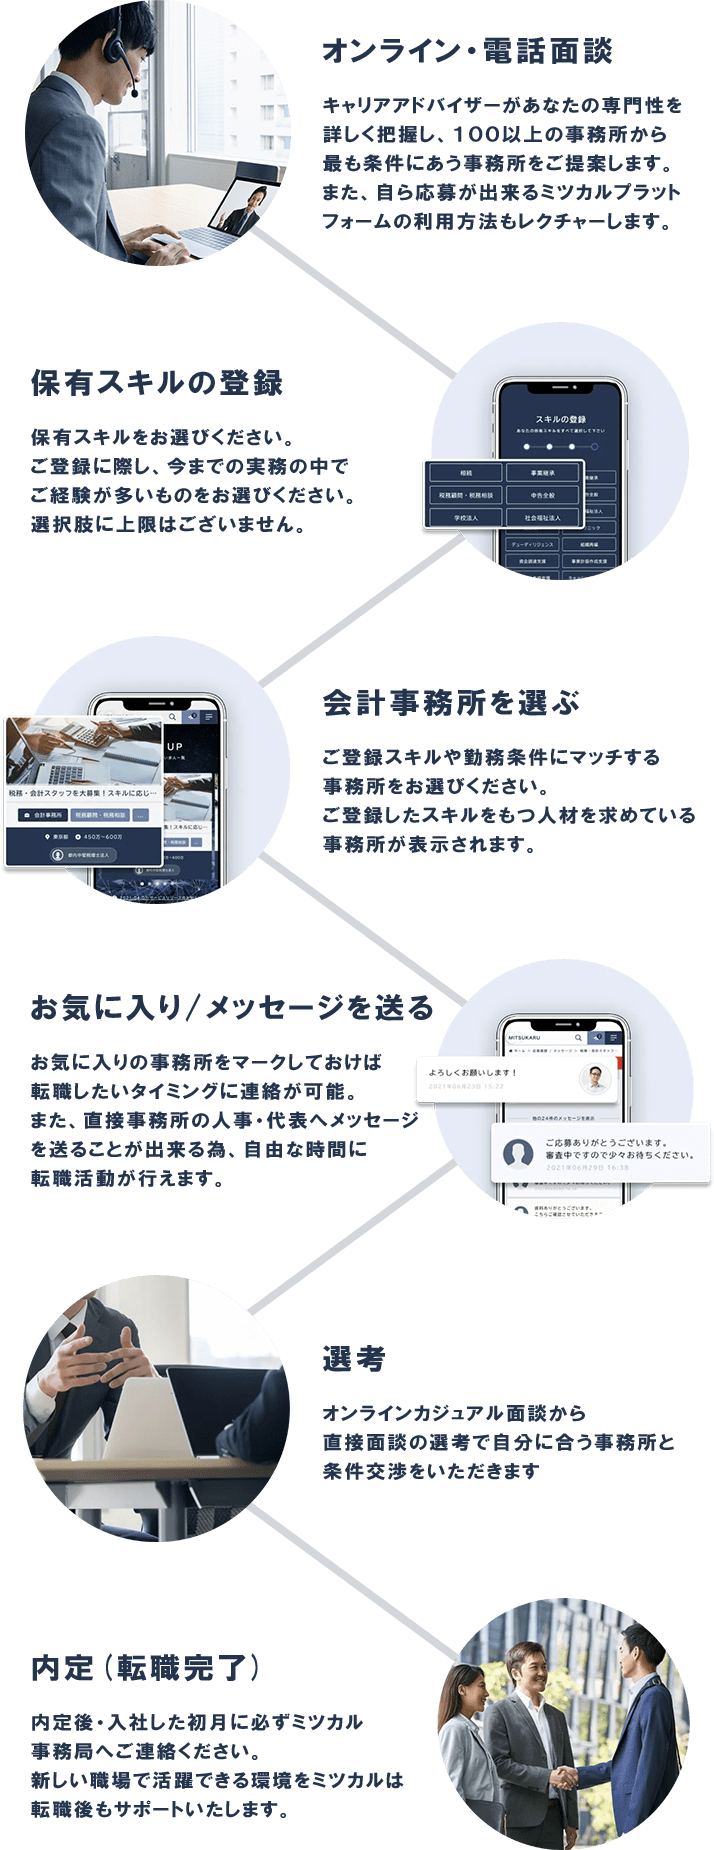 オンライン・電話面談
キャリアアドバイザーがあなたの専門性を
詳しく把握し、100以上の事務所から
最も条件にあう事務所をご提案します。
また、自ら応募が出来るミツカルプラット
フォームの利用方法もレクチャーします。
保有スキルの登録
保有スキルをお選びください。
ご登録に際し、今までの実務の中で
ご経験が多いものをお選びください。
選択肢に上限はございません。
スキルの登録
あなたの保有スキルをすべて選択して下さい
相続
事業継承
税務顧問・税務相談
申告全般
学校法人
社会福祉法人
デューディリジェンス
組織再編
資金調達支援
事業計画作成支援
会計事務所を選ぶ
ご登録スキルや勤務条件にマッチする
事務所をお選びください。
ご登録したスキルをもつ人材を求めている
事務所が表示されます。
UP
税務・会計スタッフを大募集！スキルに応じ…
会計事務所
税務顧問・税務相談
…
東京都
450万～600万
都内中堅税理士法人
お気に入り/メッセージを送る
お気に入りの事務所をマークしておけば
転職したいタイミングに連絡が可能。
また、直接事務所の人事・代表へメッセージ
を送ることが出来る為、自由な時間に
転職活動が行えます。
MITSUKARU
よろしくお願いします！
2021年06月23日 15:22
他の24件のメッセージを表示
ご応募ありがとうございます。
審査中ですので少々お待ちください。
2021年06月29日 16:38
資料ありがとうございます。
選考
オンラインカジュアル面談から
直接面談の選考で自分に合う事務所と
条件交渉をいただきます
内定(転職完了)
内定後・入社した初月に必ずミツカル
事務局へご連絡ください。
新しい職場で活躍できる環境をミツカルは
転職後もサポートいたします。